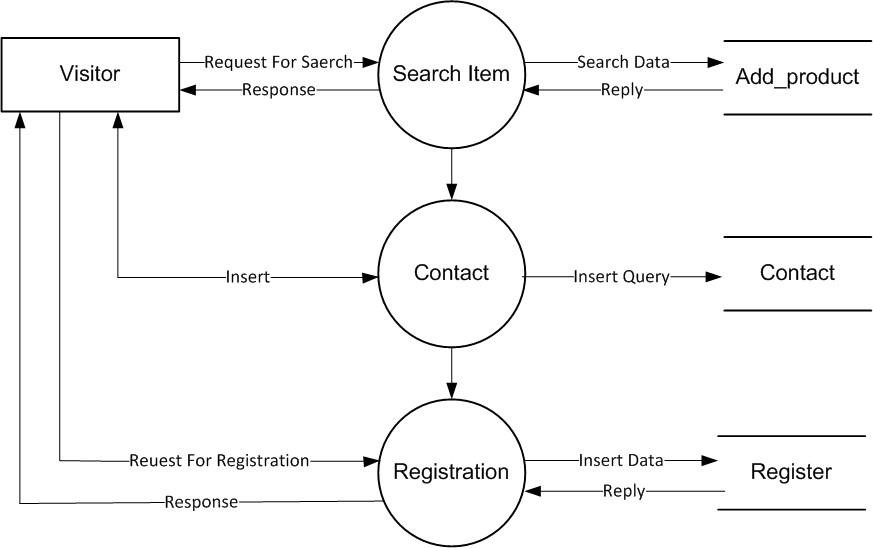 Visitor
Request For Saerch
Search Item
Search Data
Add_product
Response
Reply
Insert
Contact
Insert Query
Contact
Reuest For Registration
Registration
Insert Data
Register
Response
Reply